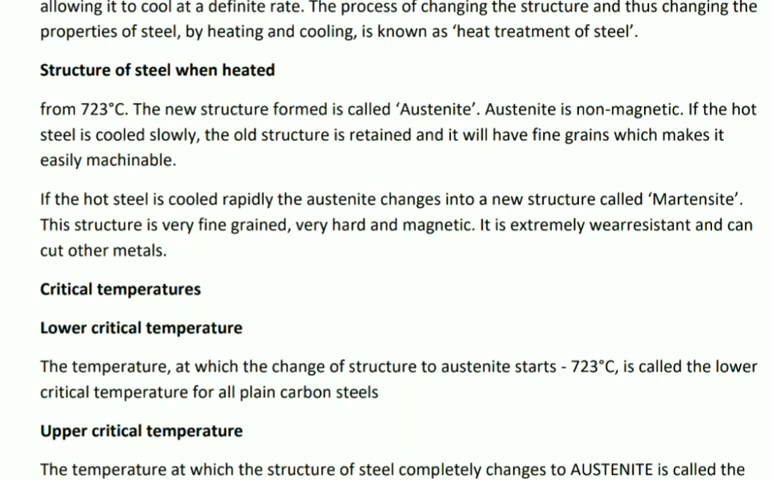 allowing it to cool at a definite rate. The process of changing the structure and thus changing the
properties of steel, by heating and cooling, is known as ‘heat treatment of steel’.
Structure of steel when heated
from 723°C. The new structure formed is called ‘Austenite’. Austenite is non-magnetic. If the hot
steel is cooled slowly, the old structure is retained and it will have fine grains which makes it
easily machinable.
If the hot steel is cooled rapidly the austenite changes into a new structure called ‘Martensite’.
This structure is very fine grained, very hard and magnetic. It is extremely wearresistant and can
cut other metals.
Critical temperatures
Lower critical temperature
The temperature, at which the change of structure to austenite starts - 723°C, is called the lower
critical temperature for all plain carbon steels
Upper critical temperature
The temperature at which the structure of steel completely changes to AUSTENITE is called the